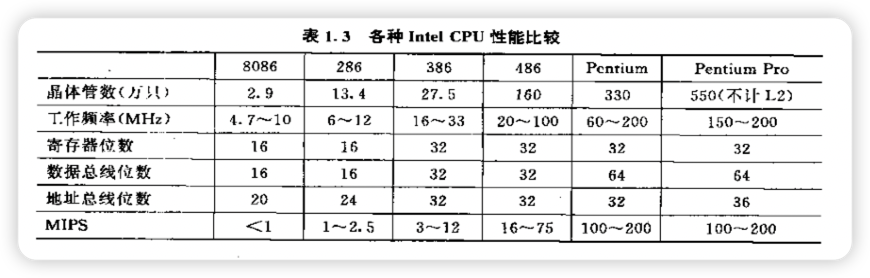 表 1.3 各种 Intel CPU 性能比较
8086 286 386 486 Pentium Pentium Pro
晶体管数(万只) 2.9 13.4 27.5 160 330 550(不计 L2)
工作频率(MHz) 4.7～10 6～12 16～33 20～100 60～200 150～200
寄存器位数 16 16 32 32 32 32
数据总线位数 16 16 32 32 64 64
地址总线位数 20 24 32 32 32 36
MIPS <1 1～2.5 3～12 16～75 100～200 100～200